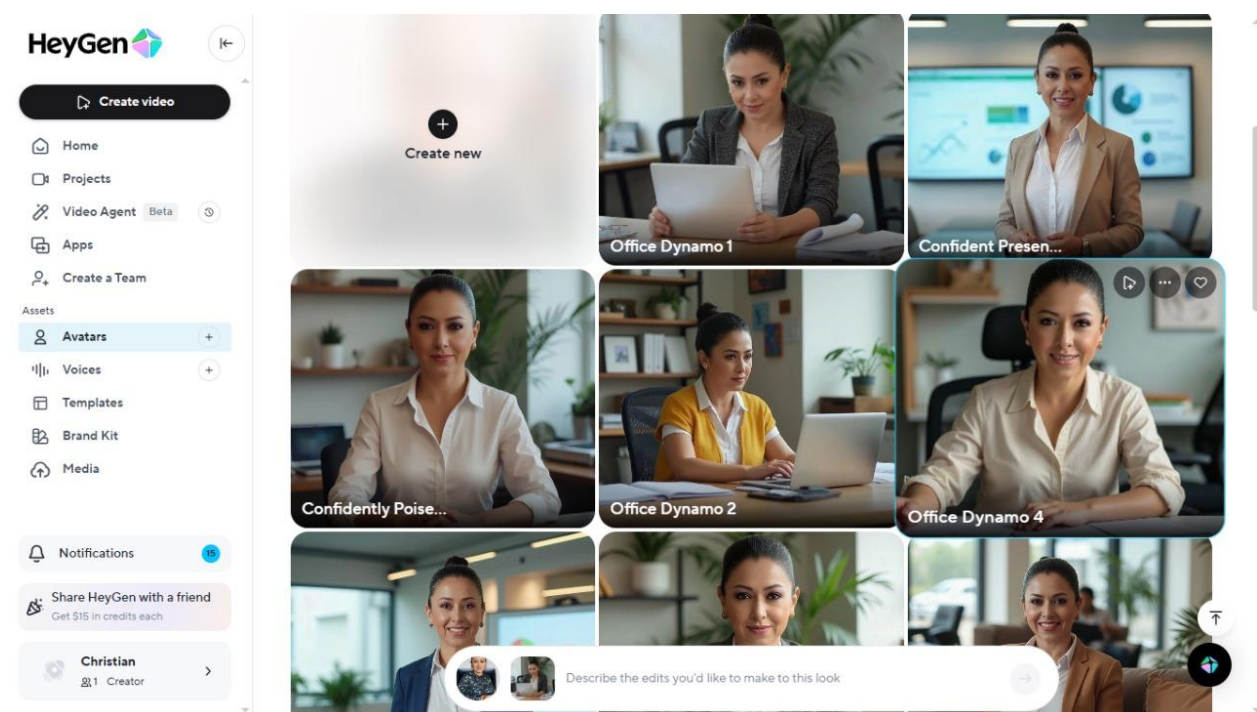 HeyGen
Create video
Home
Projects
Video Agent Beta
Apps
Create a Team
Assets
Avatars
Voices
Templates
Brand Kit
Media
Notifications 15
Share HeyGen with a friend
Get $15 in credits each
Christian
1 Creator
Create new
Office Dynamo 1
Confident Presen...
Confidently Poise...
Office Dynamo 2
Office Dynamo 4
Describe the edits you'd like to make to this look